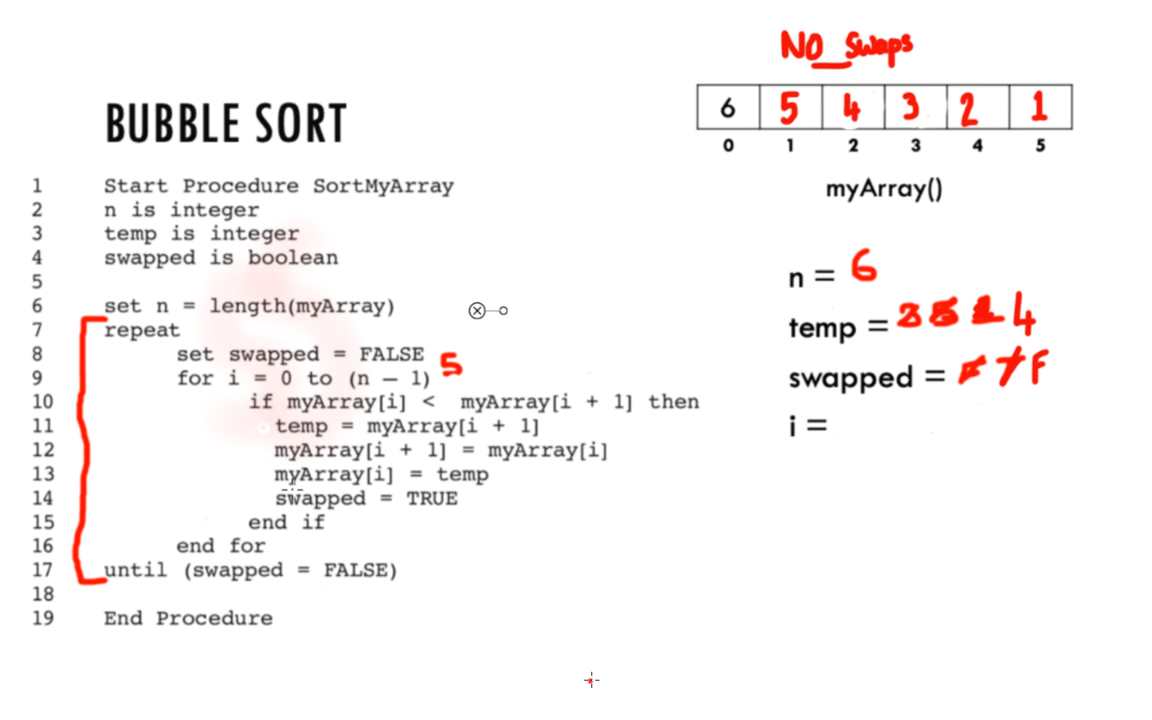 NO Swaps
6 5 4 3 2 1
0 1 2 3 4 5
myArray()
BUBBLE SORT
1 Start Procedure SortMyArray
2 n is integer
3 temp is integer
4 swapped is boolean
5
6 set n = length(myArray)
7 repeat
8 set swapped = FALSE
9 for i = 0 to (n – 1) 5
10 if myArray[i] < myArray[i + 1] then
11 temp = myArray[i + 1]
12 myArray[i + 1] = myArray[i]
13 myArray[i] = temp
14 swapped = TRUE
15 end if
16 end for
17 until (swapped = FALSE)
18
19 End Procedure
n = 6
temp = 4
swapped = F
i =